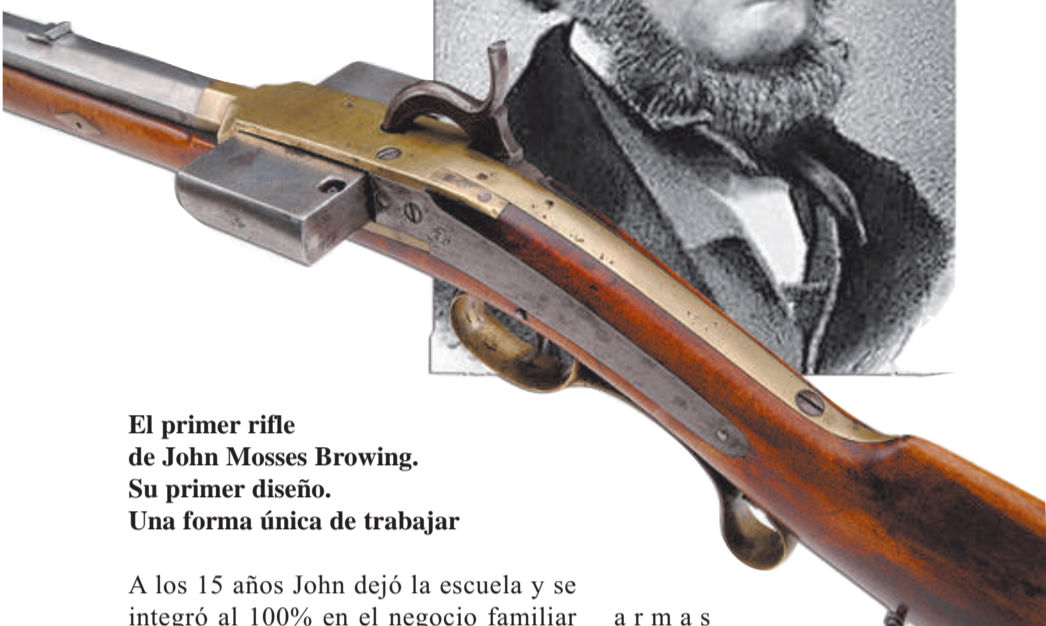 El primer rifle
de John Mosses Browing.
Su primer diseño.
Una forma única de trabajar
A los 15 años John dejó la escuela y se
integró al 100% en el negocio familiar
armas